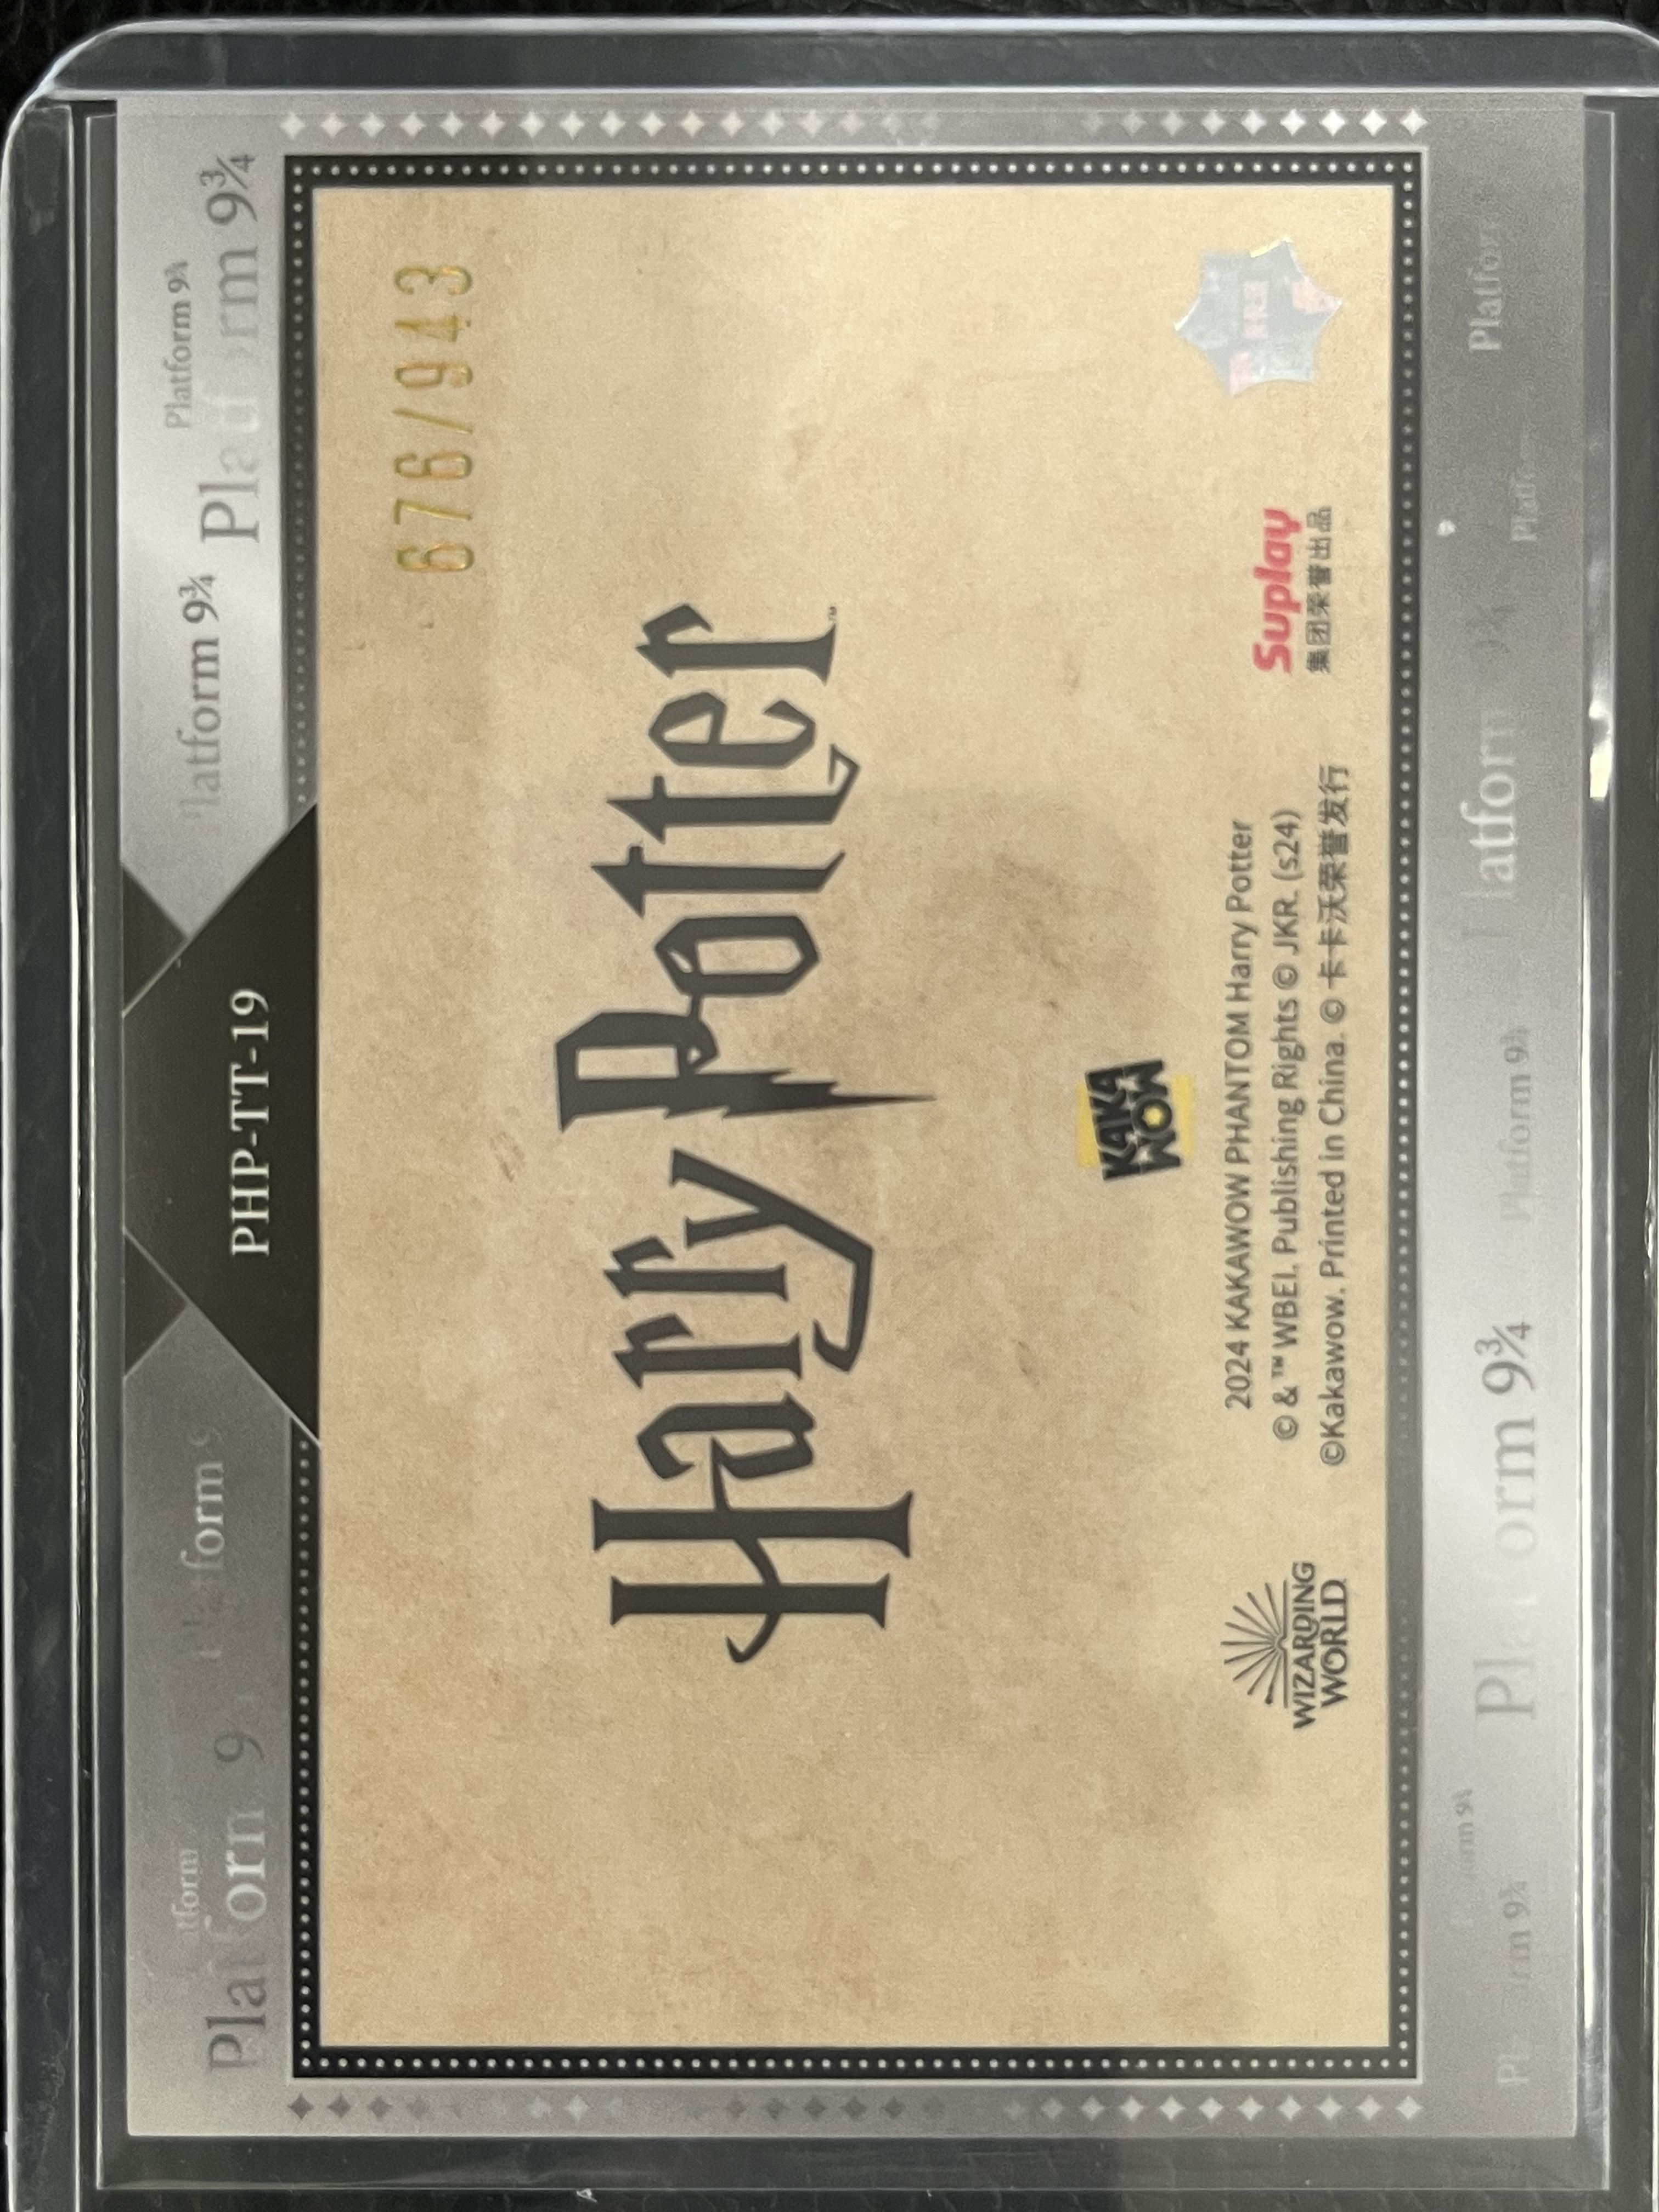 PHP-TT-19
Platform 9¾
Platform 9¾
Platform 9¾
676/943
Harry Potter™
KAKA
WOW
WIZARDING
WORLD
2024 KAKAWOW PHANTOM Harry Potter
© & ™ WBEI. Publishing Rights © JKR. (s24)
©Kakawow. Printed in China. © 卡卡沃荣誉发行
Suplay
集团荣誉出品
Platform 9¾
Platform 9¾